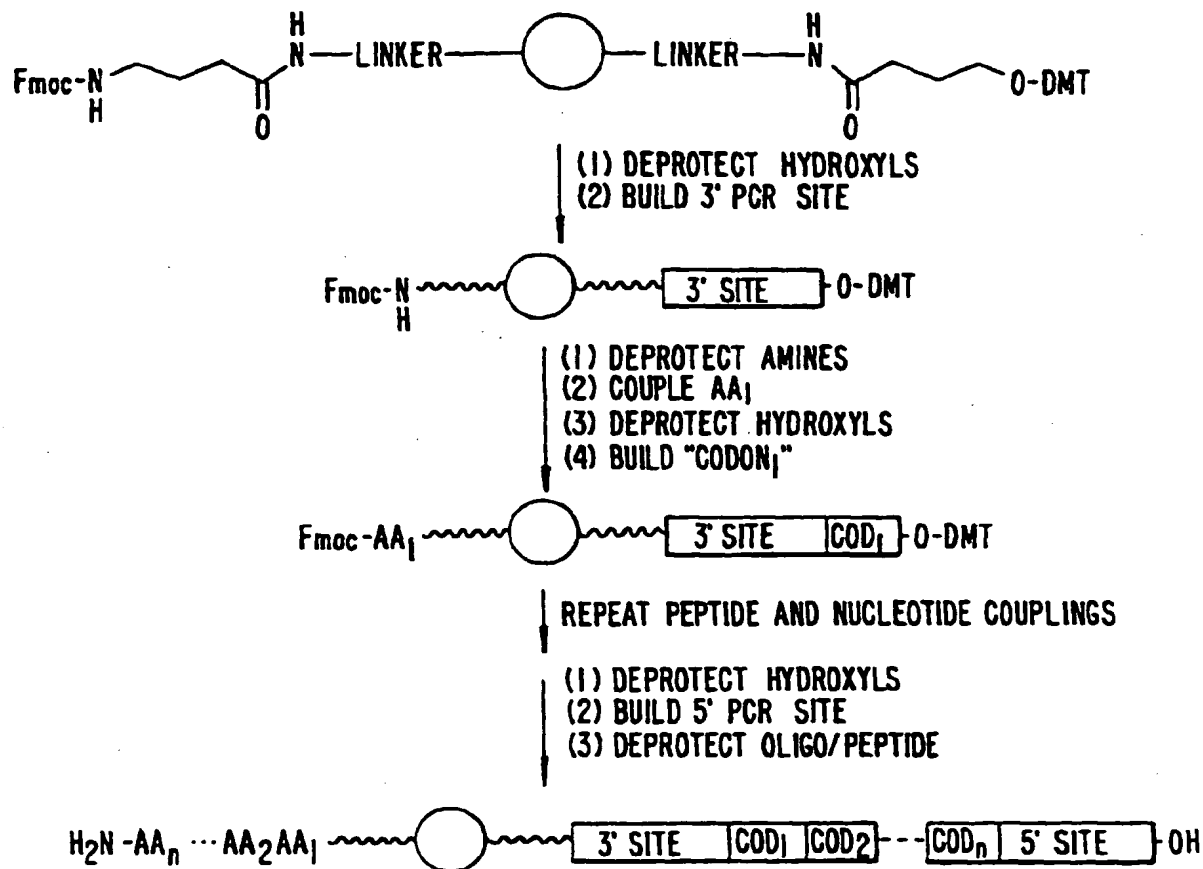 H H
N—LINKER LINKER—N
Fmoc-N O-DMT
H O O
(1) DEPROTECT HYDROXYLS
(2) BUILD 3' PCR SITE
Fmoc-N 3' SITE O-DMT
H
(1) DEPROTECT AMINES
(2) COUPLE AA₁
(3) DEPROTECT HYDROXYLS
(4) BUILD "CODON₁"
Fmoc-AA₁ 3' SITE COD₁ O-DMT
REPEAT PEPTIDE AND NUCLEOTIDE COUPLINGS
(1) DEPROTECT HYDROXYLS
(2) BUILD 5' PCR SITE
(3) DEPROTECT OLIGO/PEPTIDE
H₂N-AAₙ ··· AA₂AA₁ 3' SITE COD₁ COD₂ --- CODₙ 5' SITE -OH